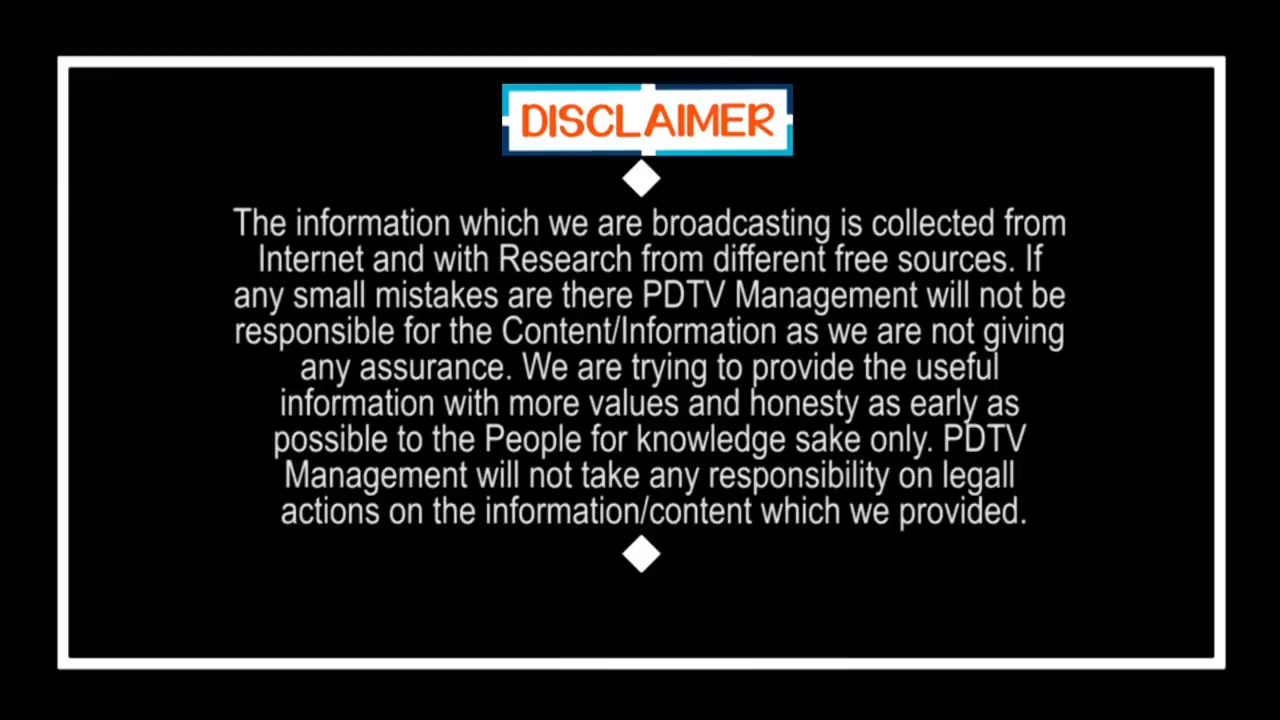 DISCLAIMER
The information which we are broadcasting is collected from
Internet and with Research from different free sources. If
any small mistakes are there PDTV Management will not be
responsible for the Content/Information as we are not giving
any assurance. We are trying to provide the useful
information with more values and honesty as early as
possible to the People for knowledge sake only. PDTV
Management will not take any responsibility on legall
actions on the information/content which we provided.